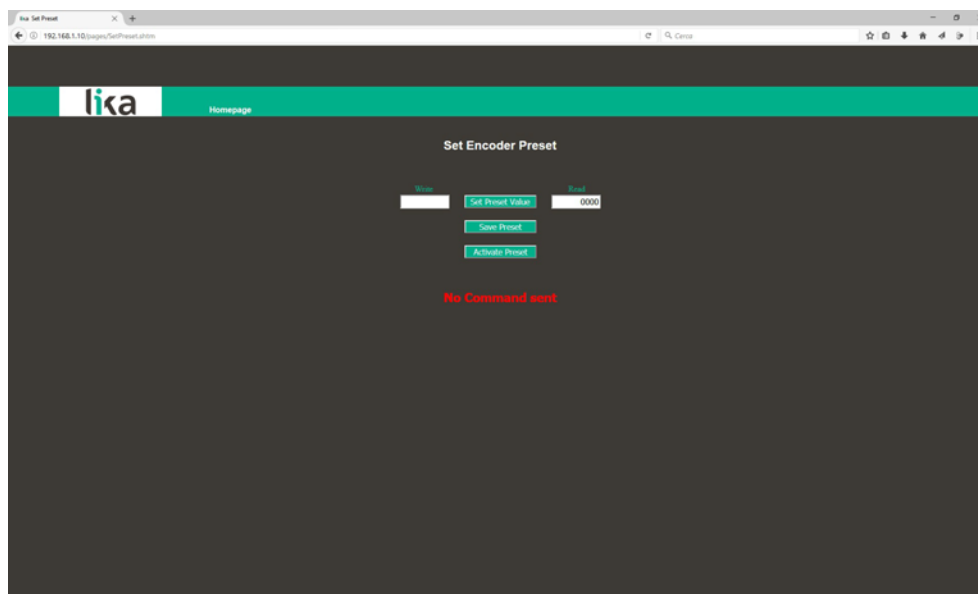 lika Set Preset
192.168.1.10/pages/SetPreset.shtm
Cerca
lika
Homepage
Set Encoder Preset
Write
Read
Set Preset Value
0000
Save Preset
Activate Preset
No Command sent